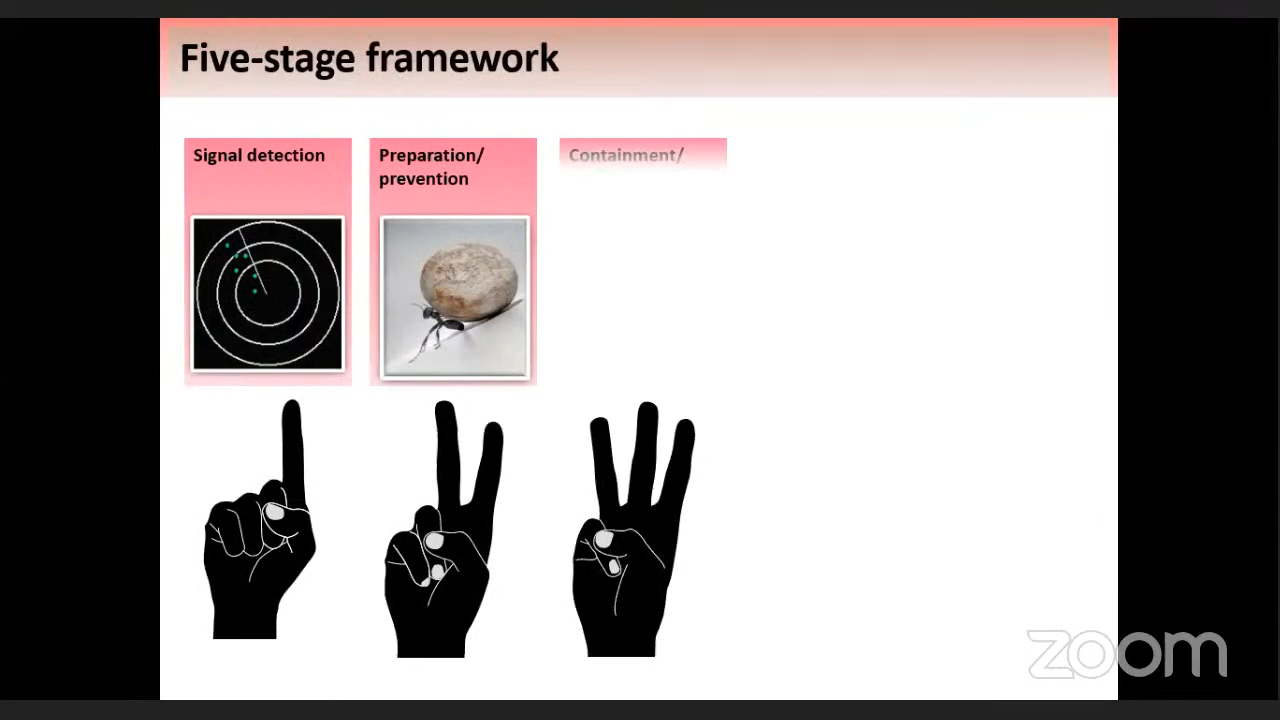 Five-stage framework
Signal detection
Preparation/
prevention
Containment/
zoom